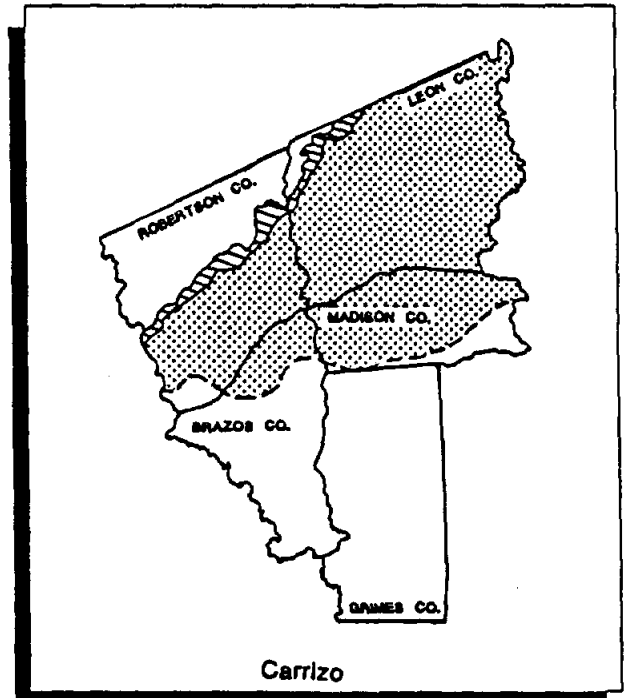 LEON CO.
ROBERTSON CO.
MADISON CO.
BRAZOS CO.
GRIMES CO.
Carrizo